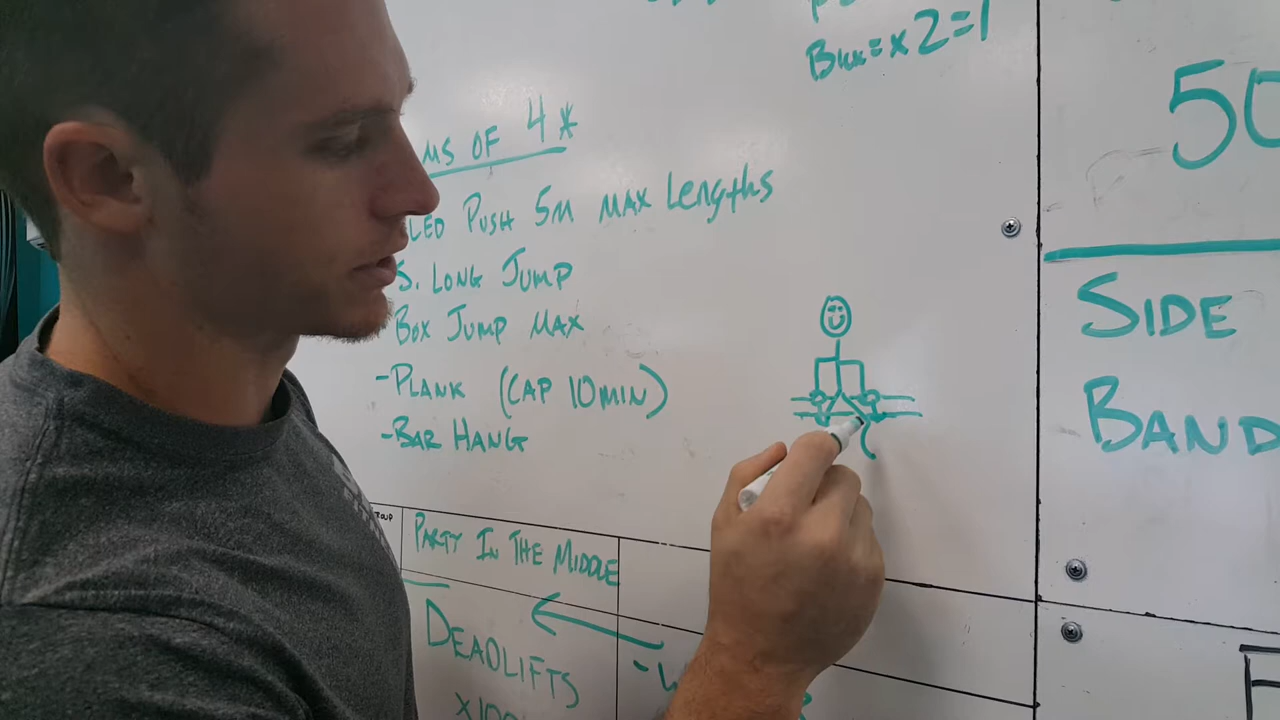 Bkk=x2=1
MS OF 4*
LED PUSH 5M MAX Lengths
S. LONG JUMP
BOX JUMP MAX
-PLANK (CAP 10MIN)
-BAR HANG
PARTY IN THE MIDDLE
DEADLIFTS
50
SIDE
BAND